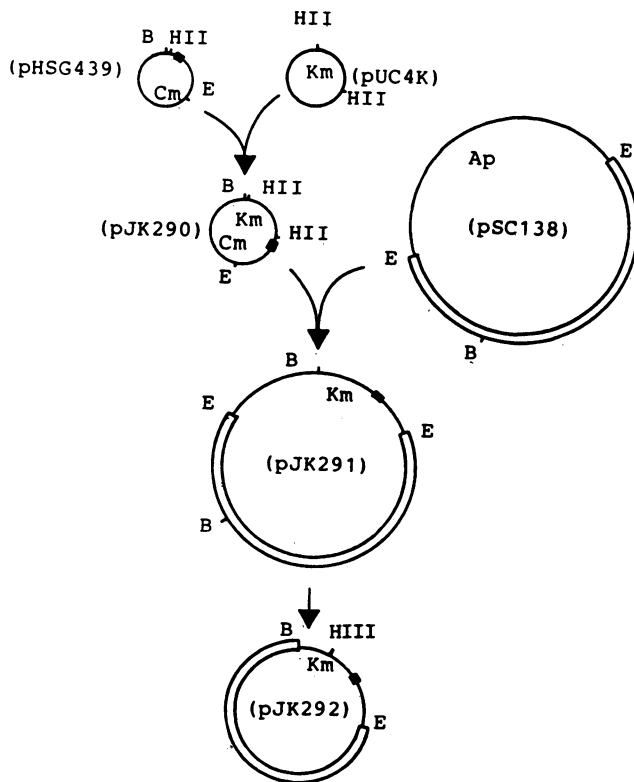 HII
B HII
(pHSG439)
Km
(pUC4K)
E
Cm
HII
E
Ap
B HII
(pJK290)
Km
HII
Cm
(pSC138)
E
E
B
B
Km
E
E
(pJK291)
B
B
HIII
Km
(pJK292)
E